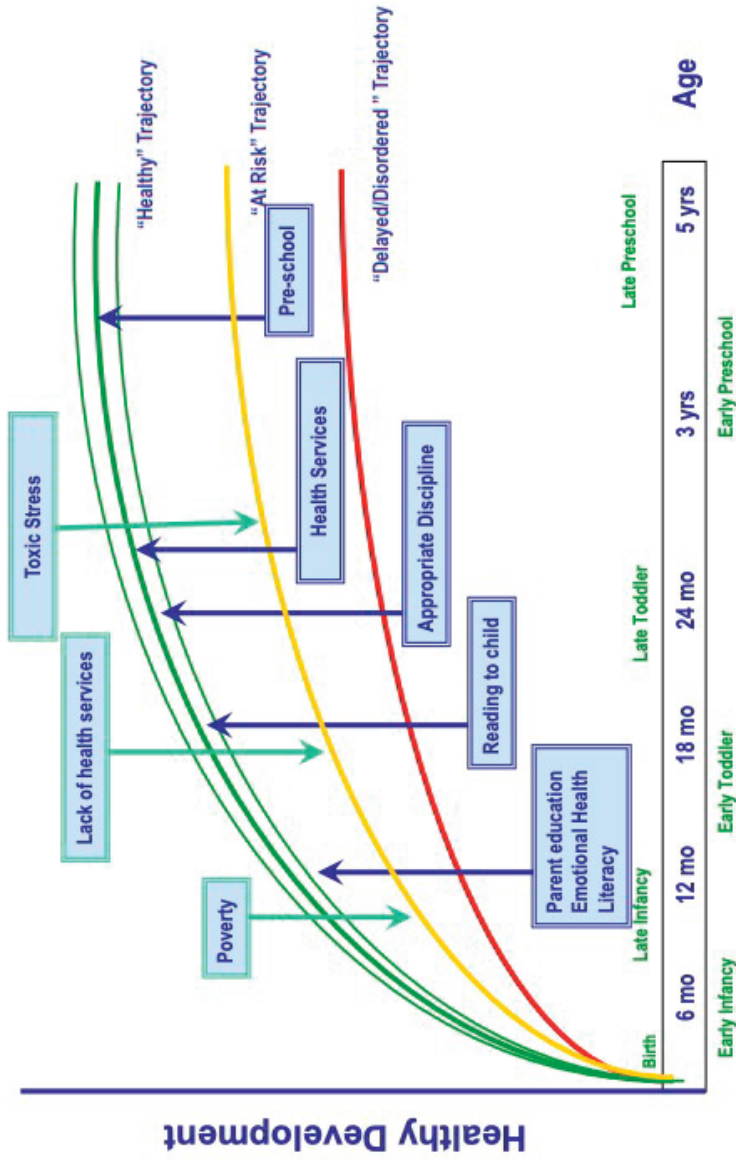 Healthy Development
Toxic Stress
Lack of health services
Poverty
"Healthy" Trajectory
"At Risk" Trajectory
"Delayed/Disordered " Trajectory
Pre-school
Health Services
Appropriate Discipline
Reading to child
Parent education
Emotional Health
Literacy
Birth
Late Infancy
Late Toddler
Late Preschool
6 mo
12 mo
18 mo
24 mo
3 yrs
5 yrs
Age
Early Infancy
Early Toddler
Early Preschool